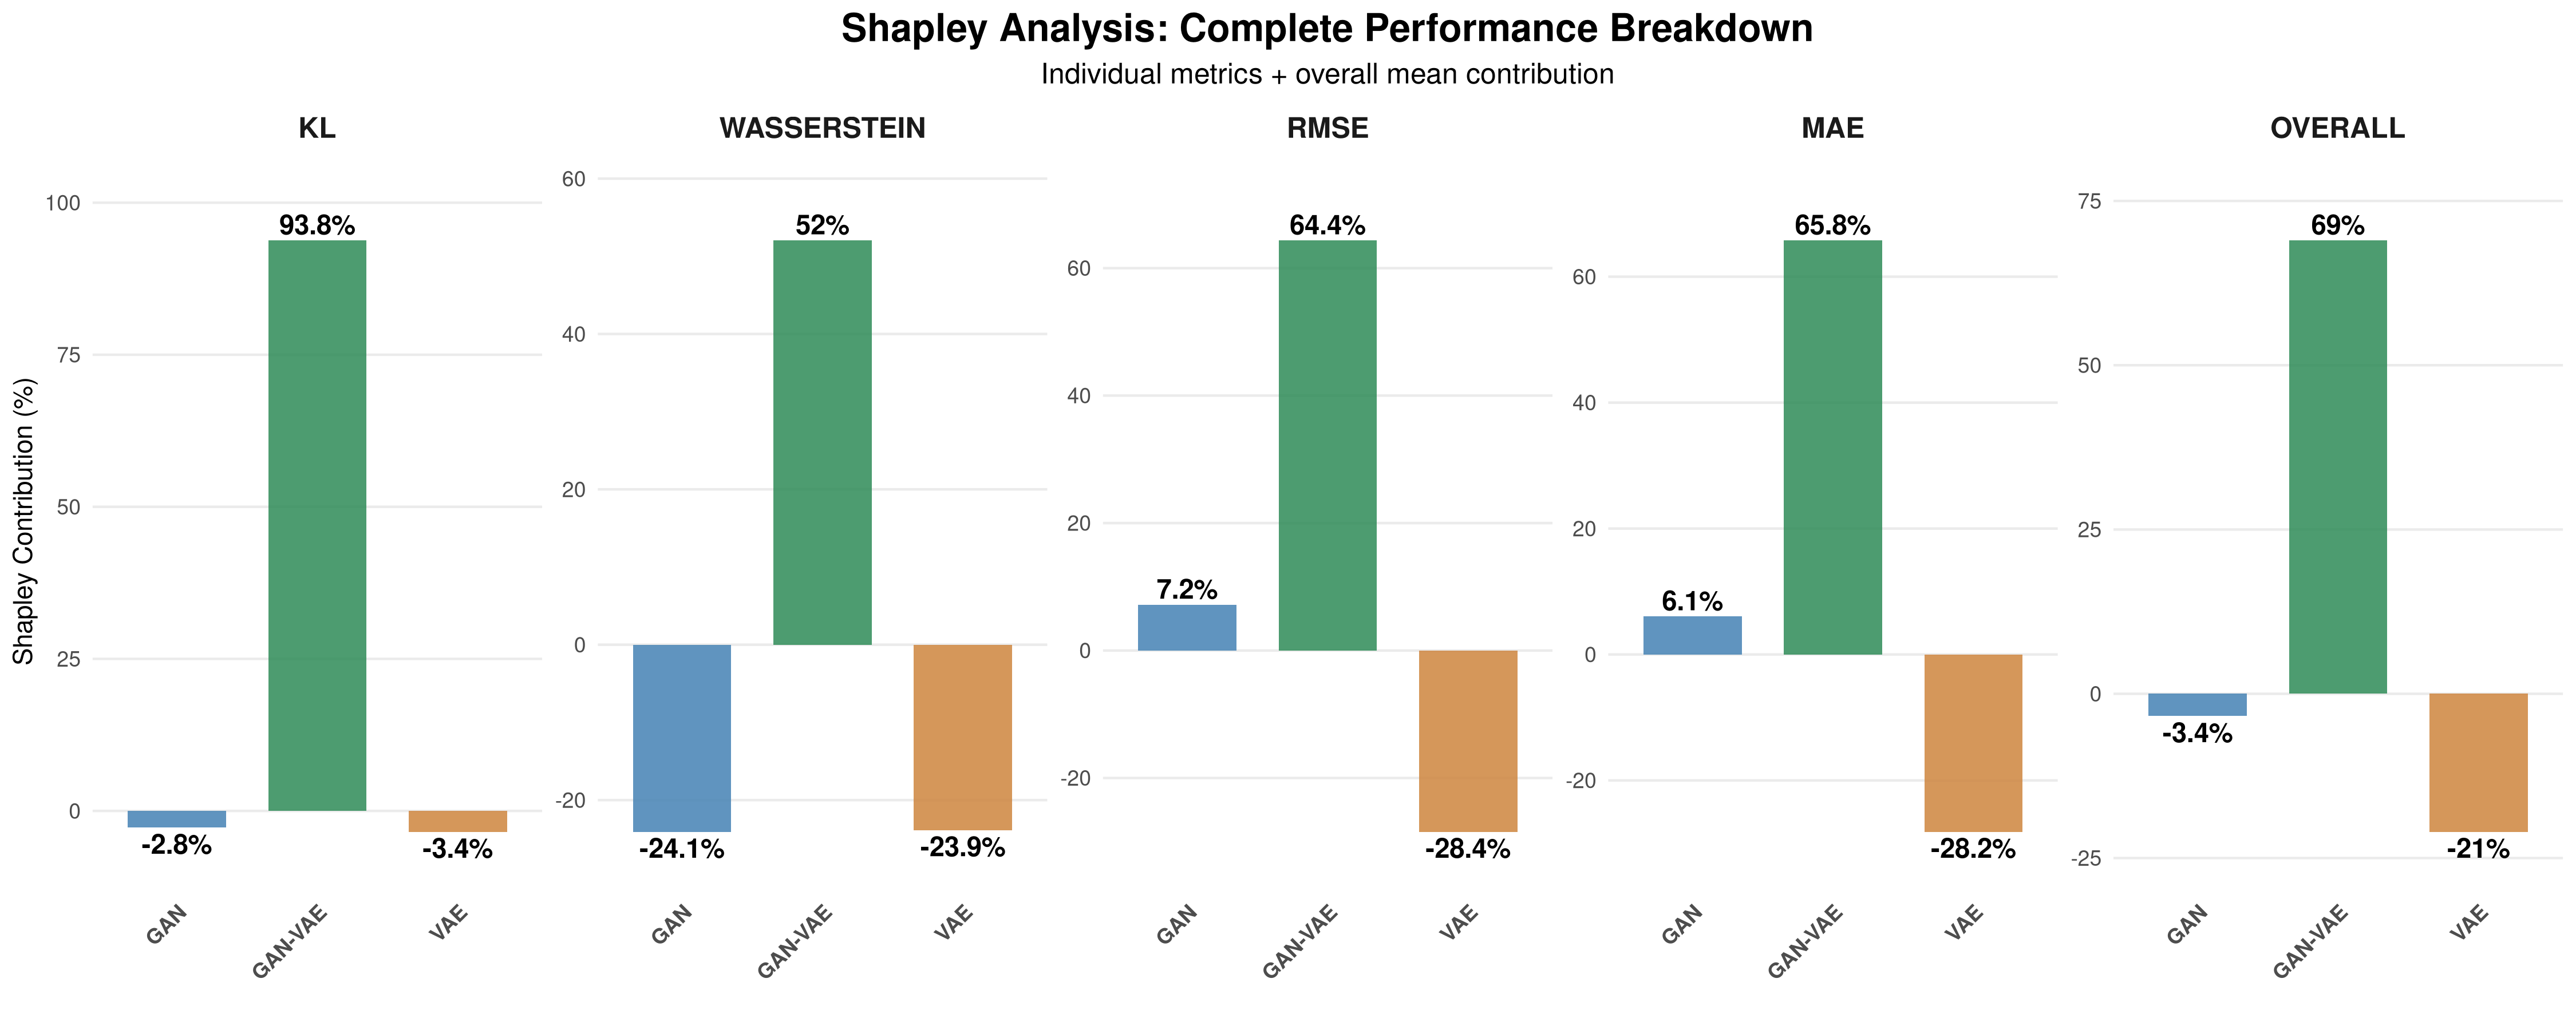 Shapley Analysis: Complete Performance Breakdown
Individual metrics + overall mean contribution
Shapley Contribution (%)
KL
100
75
50
25
0
-2.8%
93.8%
-3.4%
GAN
GAN-VAE
VAE
WASSERSTEIN
60
40
20
0
-20
-24.1%
52%
-23.9%
GAN
GAN-VAE
VAE
RMSE
60
40
20
0
-20
7.2%
64.4%
-28.4%
GAN
GAN-VAE
VAE
MAE
60
40
20
0
-20
6.1%
65.8%
-28.2%
GAN
GAN-VAE
VAE
OVERALL
75
50
25
0
-25
-3.4%
69%
-21%
GAN
GAN-VAE
VAE